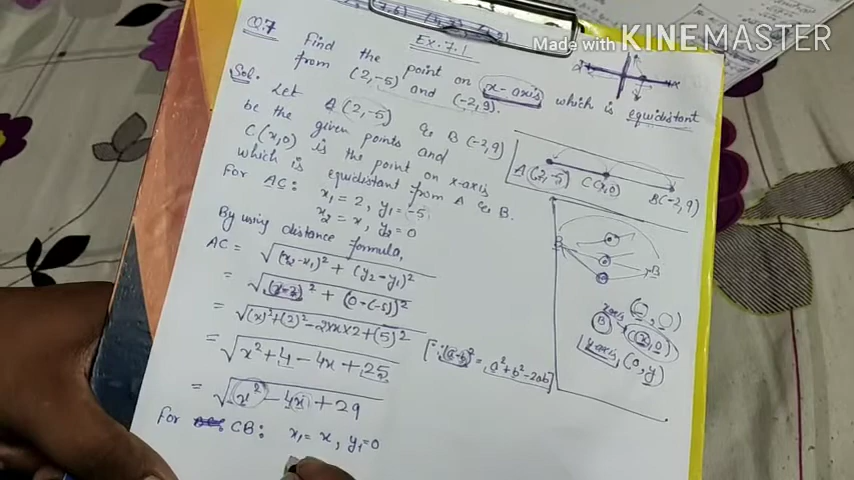 Made with KINEMASTER
Ex. 7.1
Q.7 Find the point on x-axis which is equidistant
from (2,-5) and (-2,9).
Sol. Let A (2,-5) & B (-2,9)
be the given points and
C(x,0) is the point on x-axis
which is equidistant from A & B.
For AC: x₁ = 2, y₁ = -5
x₂ = x, y₂ = 0
By using distance formula,
AC = √(x₂-x₁)² + (y₂-y₁)²
= √(x-2)² + (0-(-5))²
= √(x)²+(2)²-2×x×2+(5)²
= √x²+4-4x+25 [∵(a-b)²=a²+b²-2ab]
= √x²-4x+29
For CB: x₁= x, y₁=0
A(2,-5) C(x,0) B(-2,9)
B
B
(0,0)
x-axis (x,0)
y-axis (0,y)